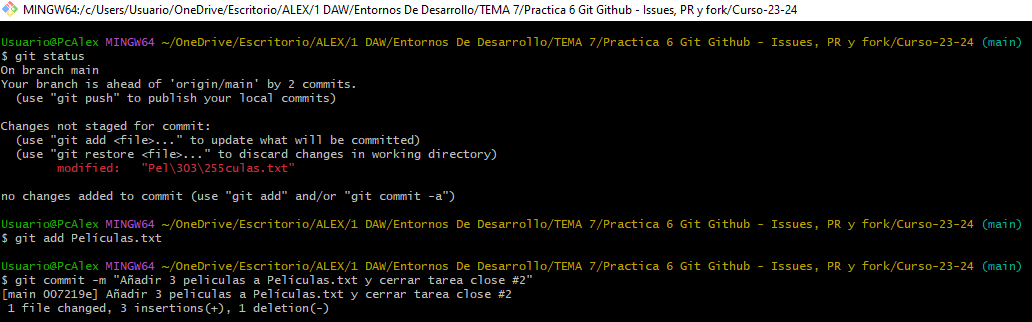 MINGW64:/c/Users/Usuario/OneDrive/Escritorio/ALEX/1 DAW/Entornos De Desarrollo/TEMA 7/Practica 6 Git Github - Issues, PR y fork/Curso-23-24
Usuario@PcAlex MINGW64 ~/OneDrive/Escritorio/ALEX/1 DAW/Entornos De Desarrollo/TEMA 7/Practica 6 Git Github - Issues, PR y fork/Curso-23-24 (main)
$ git status
On branch main
Your branch is ahead of 'origin/main' by 2 commits.
  (use "git push" to publish your local commits)
Changes not staged for commit:
  (use "git add <file>..." to update what will be committed)
  (use "git restore <file>..." to discard changes in working directory)
        modified:   "Pel\303\255culas.txt"
no changes added to commit (use "git add" and/or "git commit -a")
Usuario@PcAlex MINGW64 ~/OneDrive/Escritorio/ALEX/1 DAW/Entornos De Desarrollo/TEMA 7/Practica 6 Git Github - Issues, PR y fork/Curso-23-24 (main)
$ git add Películas.txt
Usuario@PcAlex MINGW64 ~/OneDrive/Escritorio/ALEX/1 DAW/Entornos De Desarrollo/TEMA 7/Practica 6 Git Github - Issues, PR y fork/Curso-23-24 (main)
$ git commit -m "Añadir 3 peliculas a Películas.txt y cerrar tarea close #2"
[main 007219e] Añadir 3 peliculas a Películas.txt y cerrar tarea close #2
 1 file changed, 3 insertions(+), 1 deletion(-)